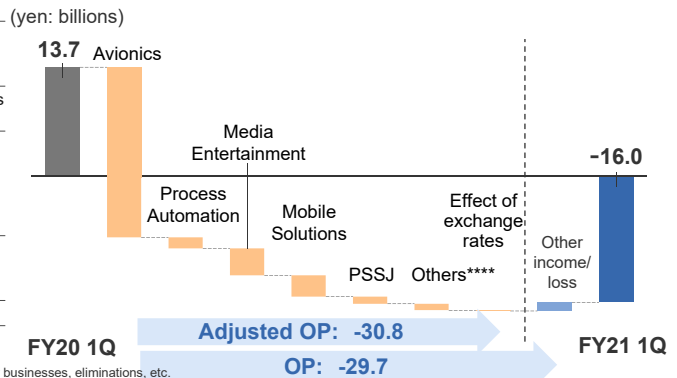 (yen: billions)
13.7
Avionics
s
Media
Entertainment
-16.0
Process
Automation
Mobile
Solutions
Effect of
exchange
rates
PSSJ
Others****
Other
income/
loss
Adjusted OP: -30.8
FY20 1Q
FY21 1Q
OP: -29.7
businesses, eliminations, etc.